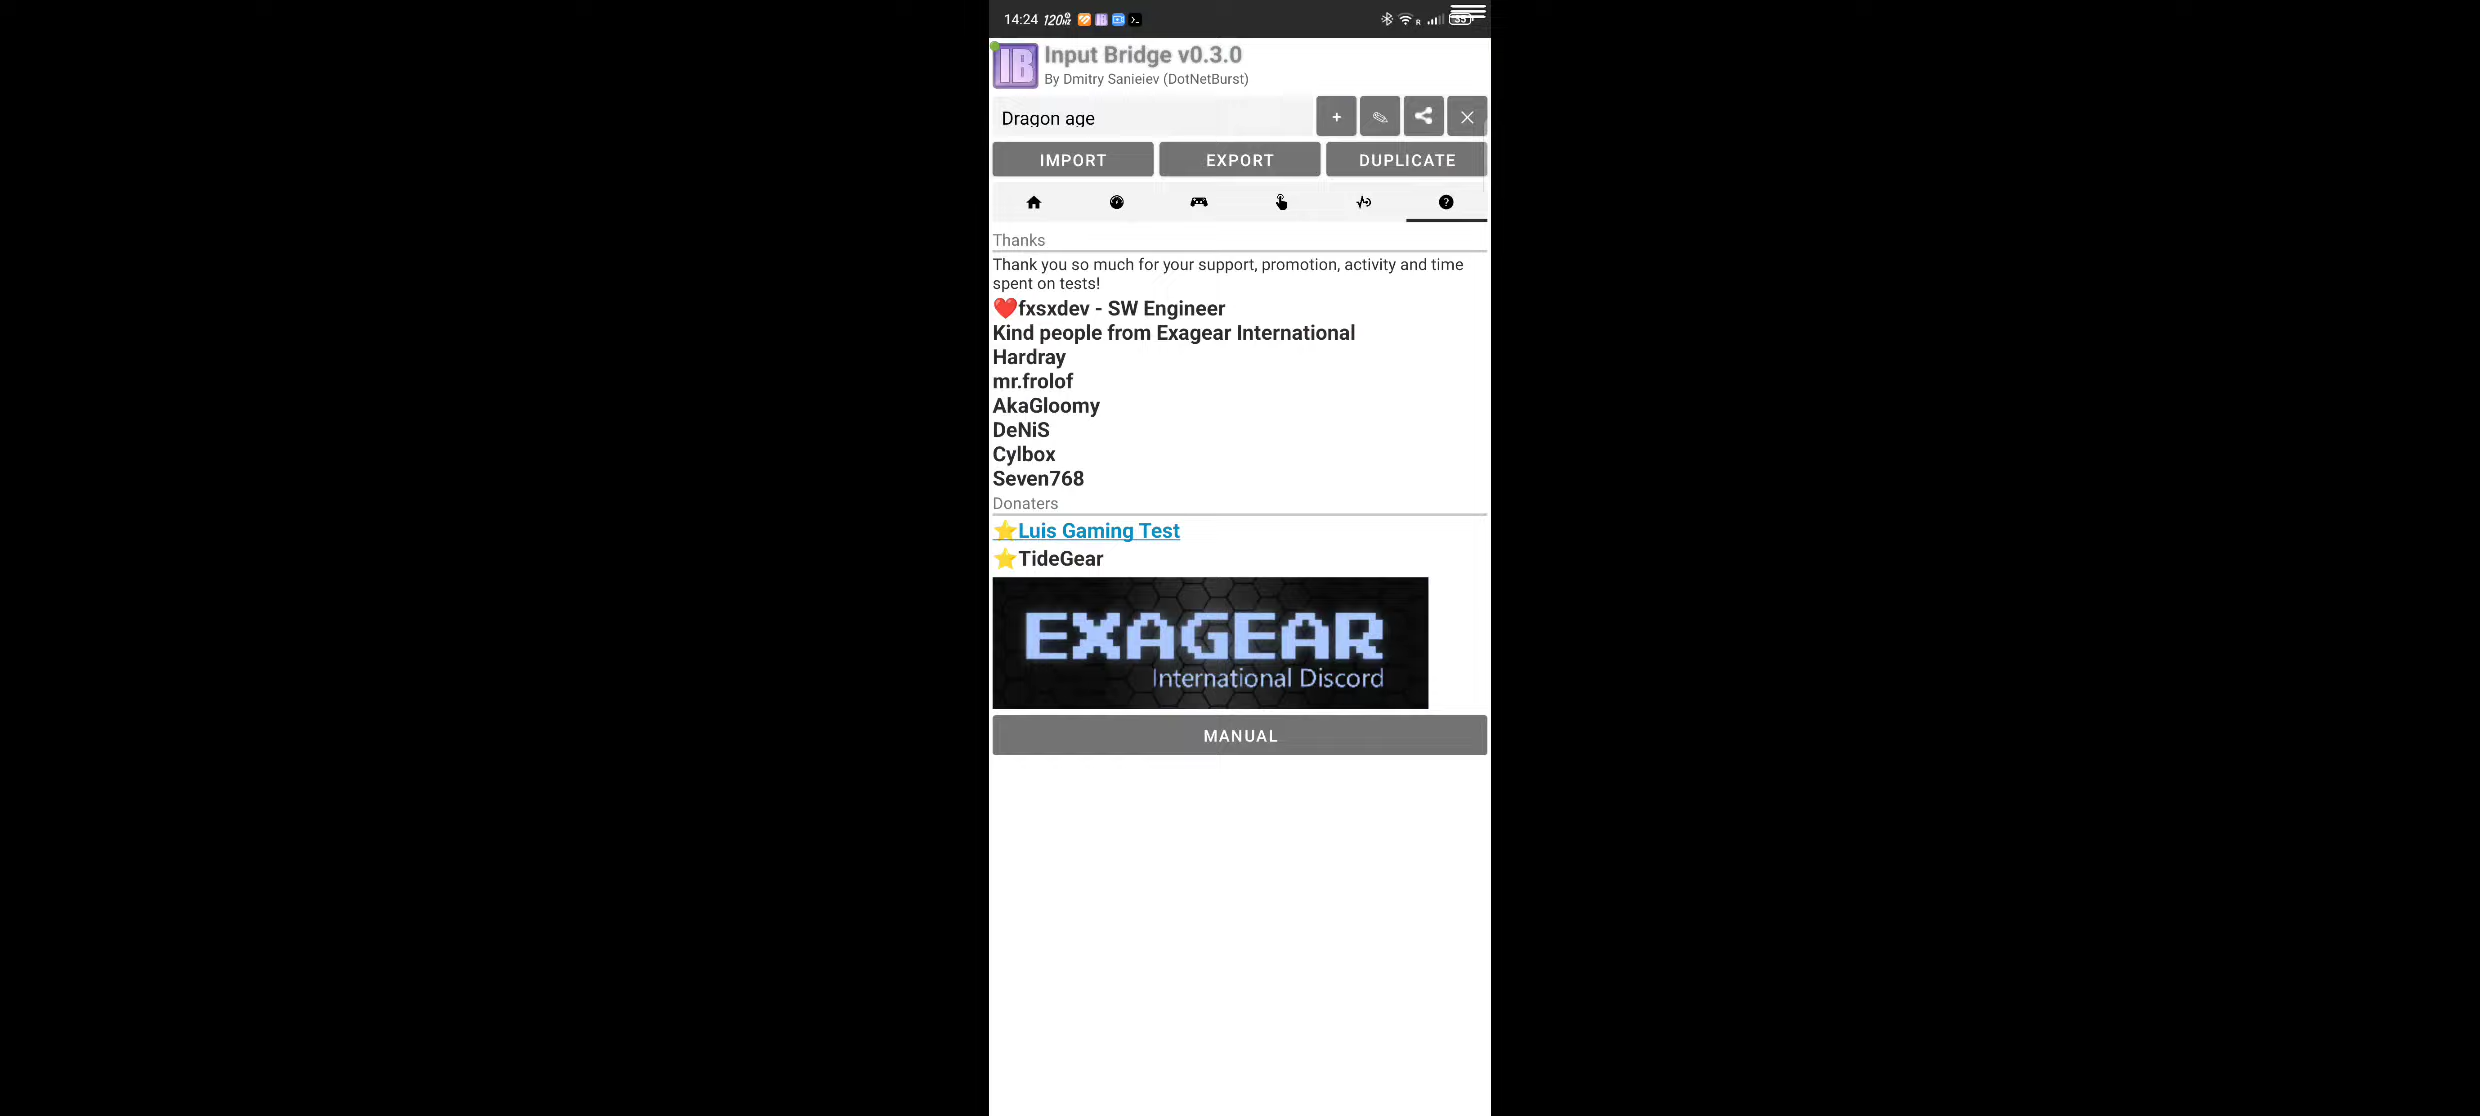 14:24 120HZ
Input Bridge v0.3.0
By Dmitry Sanieiev (DotNetBurst)
Dragon age
IMPORT EXPORT DUPLICATE
Thanks
Thank you so much for your support, promotion, activity and time
spent on tests!
❤️fxsxdev - SW Engineer
Kind people from Exagear International
Hardray
mr.frolof
AkaGloomy
DeNiS
Cylbox
Seven768
Donaters
⭐Luis Gaming Test
⭐TideGear
EXAGEAR
International Discord
MANUAL